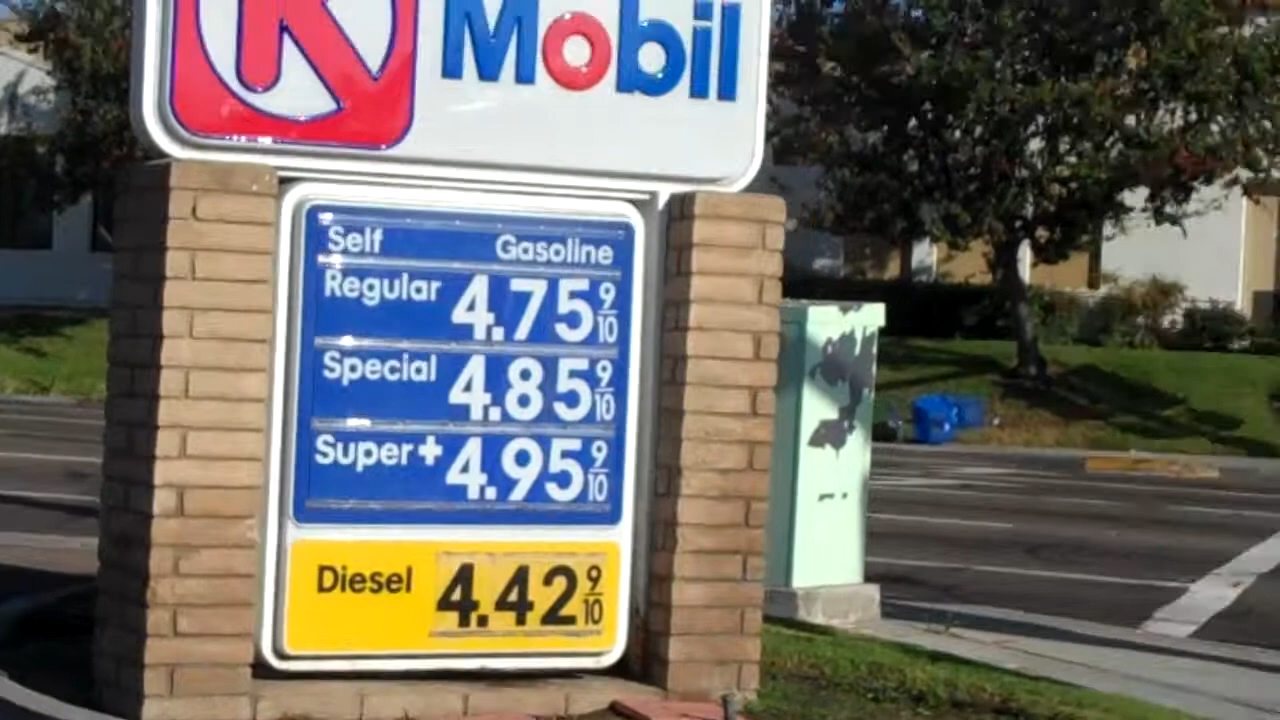 K Mobil
Self Gasoline
Regular 4.75 9/10
Special 4.85 9/10
Super+ 4.95 9/10
Diesel 4.42 9/10